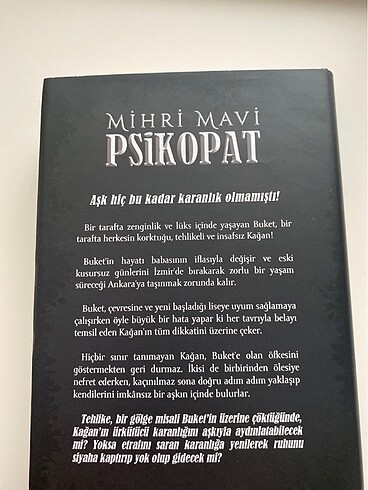 MİHRİ MAVİ
PSİKOPAT
Aşk hiç bu kadar karanlık olmamıştı!
Bir tarafta zenginlik ve lüks içinde yaşayan Buket, bir
tarafta herkesin korktuğu, tehlikeli ve insafsız Kağan!
Buket'in hayatı babasının iflasıyla değişir ve eski
kusursuz günlerini İzmir'de bırakarak zorlu bir yaşam
süreceği Ankara'ya taşınmak zorunda kalır.
Buket, çevresine ve yeni başladığı liseye uyum sağlamaya
çalışırken öyle büyük bir hata yapar ki her tavrıyla belayı
temsil eden Kağan'ın tüm dikkatini üzerine çeker.
Hiçbir sınır tanımayan Kağan, Buket'e olan öfkesini
göstermekten geri durmaz. İkisi de birbirinden ölesiye
nefret ederken, kaçınılmaz sona doğru adım adım yaklaşıp
kendilerini imkânsız bir aşkın içinde bulurlar.
Tehlike, bir gölge misali Buket'in üzerine çöktüğünde,
Kağan'ın ürkütücü karanlığını aşkıyla aydınlatabilecek
mi? Yoksa etrafını saran karanlığa yenilerek ruhunu
siyaha kaptırıp yok olup gidecek mi?